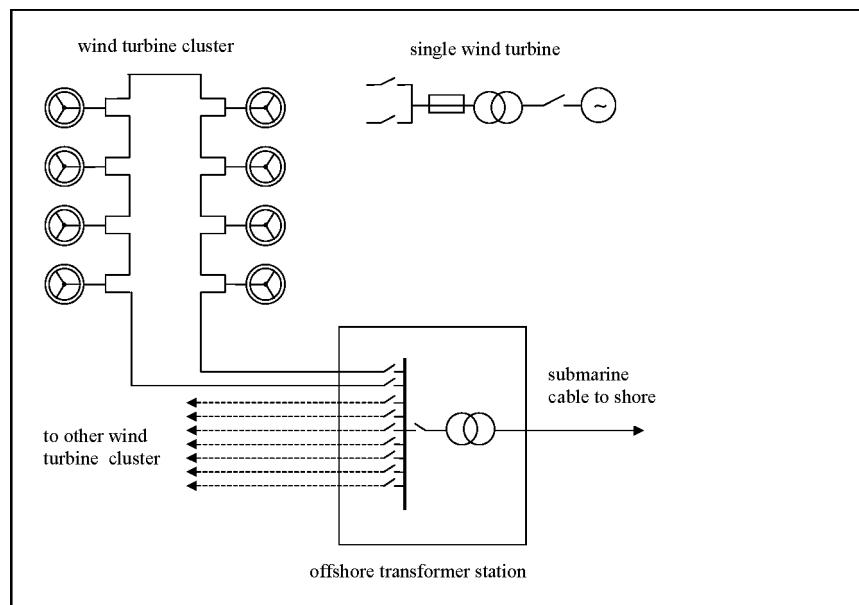 wind turbine cluster
single wind turbine
~
submarine
cable to shore
to other wind
turbine cluster
offshore transformer station